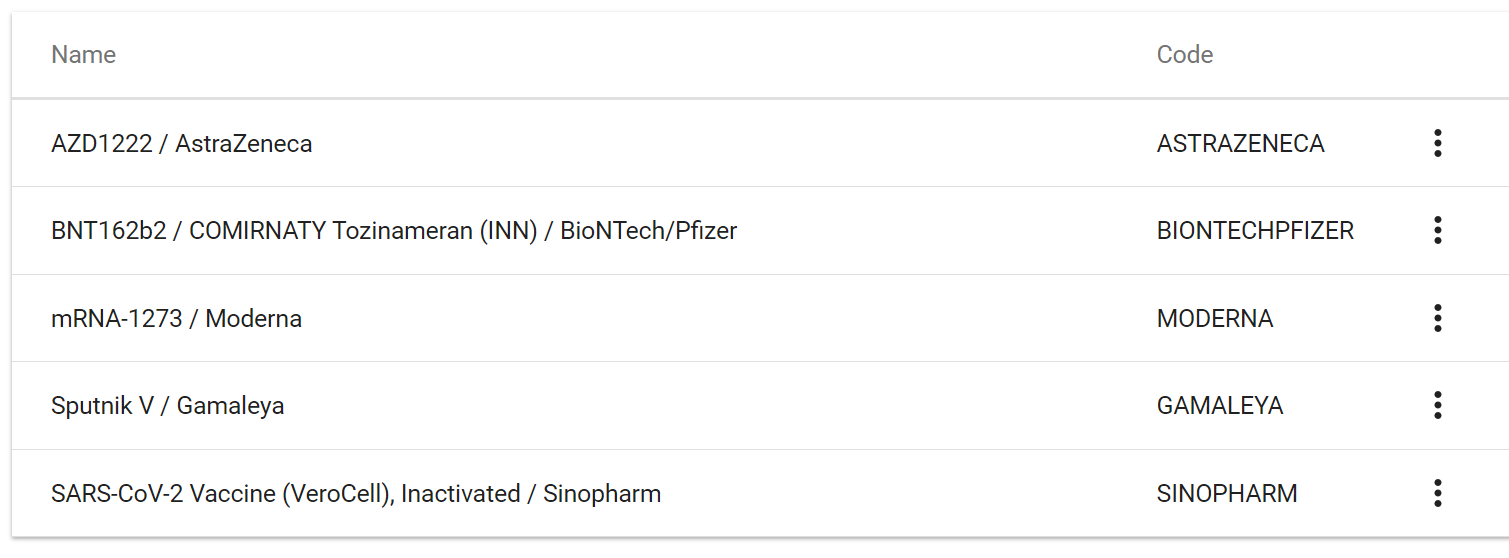 Name Code
AZD1222 / AstraZeneca ASTRAZENECA
BNT162b2 / COMIRNATY Tozinameran (INN) / BioNTech/Pfizer BIONTECHPFIZER
mRNA-1273 / Moderna MODERNA
Sputnik V / Gamaleya GAMALEYA
SARS-CoV-2 Vaccine (VeroCell), Inactivated / Sinopharm SINOPHARM